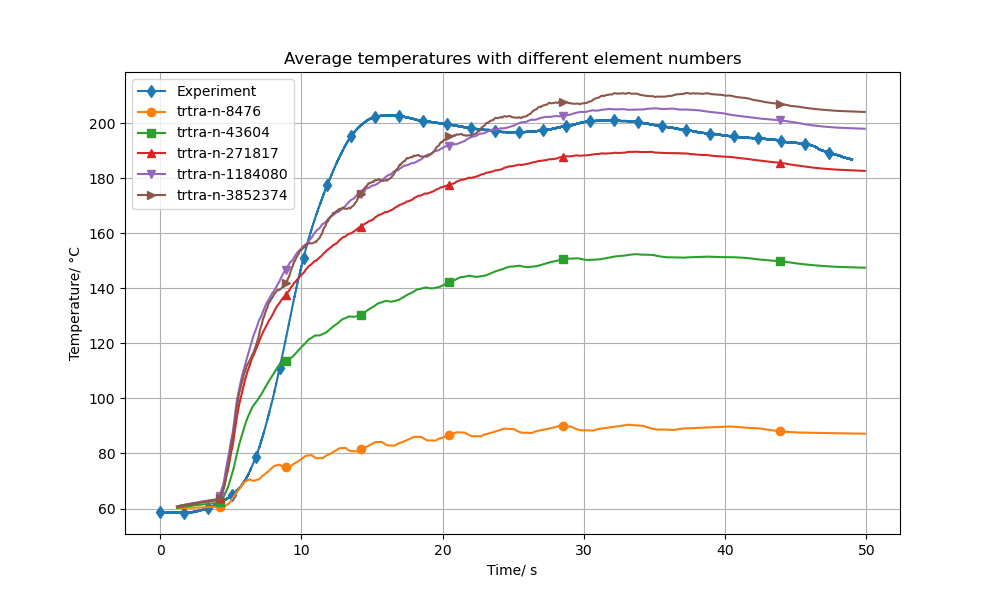 Average temperatures with different element numbers
Experiment
trtra-n-8476
trtra-n-43604
trtra-n-271817
trtra-n-1184080
trtra-n-3852374
Temperature/ °C
200
180
160
140
120
100
80
60
0 10 20 30 40 50
Time/ s